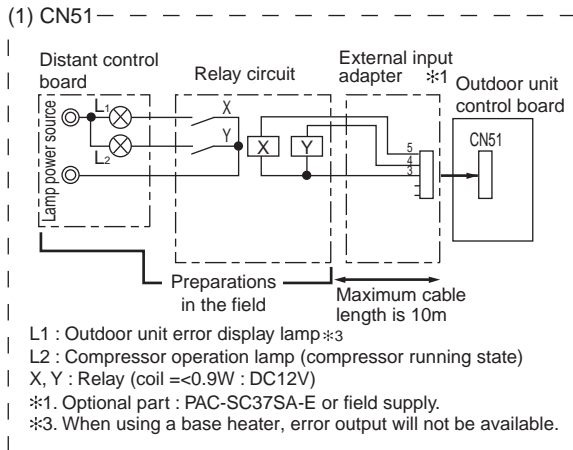 (1) CN51
Distant control
board
Relay circuit
External input
adapter ✻1
Outdoor unit
control board
Lamp power source
L1
L2
X
Y
X
Y
5
4
3
CN51
Preparations
in the field
Maximum cable
length is 10m
L1 : Outdoor unit error display lamp✻3
L2 : Compressor operation lamp (compressor running state)
X, Y : Relay (coil =<0.9W : DC12V)
✻1. Optional part : PAC-SC37SA-E or field supply.
✻3. When using a base heater, error output will not be available.